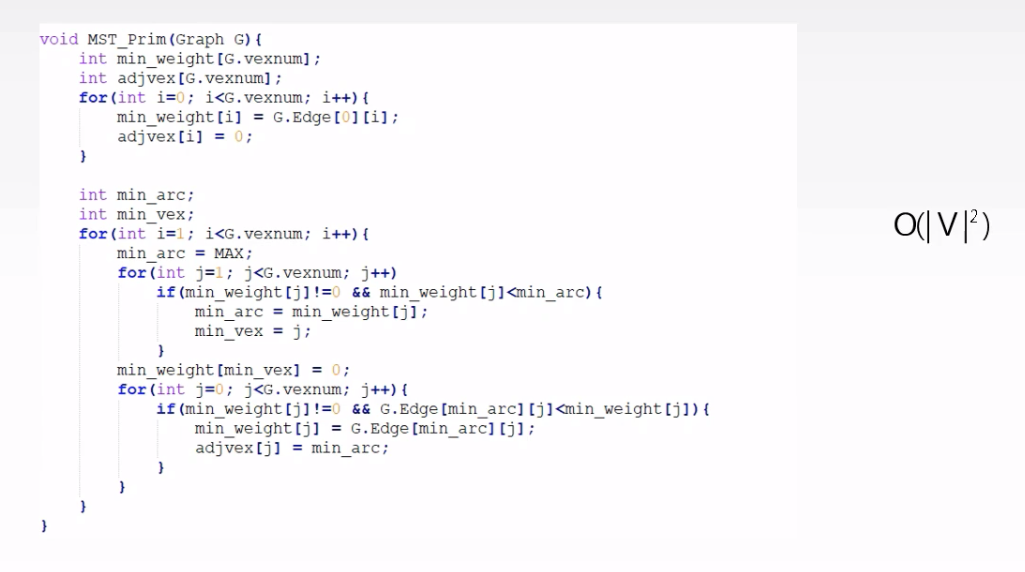 void MST_Prim(Graph G){
    int min_weight[G.vexnum];
    int adjvex[G.vexnum];
    for(int i=0; i<G.vexnum; i++){
        min_weight[i] = G.Edge[0][i];
        adjvex[i] = 0;
    }

    int min_arc;
    int min_vex;
    for(int i=1; i<G.vexnum; i++){
        min_arc = MAX;
        for(int j=1; j<G.vexnum; j++)
            if(min_weight[j]!=0 && min_weight[j]<min_arc){
                min_arc = min_weight[j];
                min_vex = j;
            }
        min_weight[min_vex] = 0;
        for(int j=0; j<G.vexnum; j++){
            if(min_weight[j]!=0 && G.Edge[min_arc][j]<min_weight[j]){
                min_weight[j] = G.Edge[min_arc][j];
                adjvex[j] = min_arc;
            }
        }
    }
}
O(|V|²)